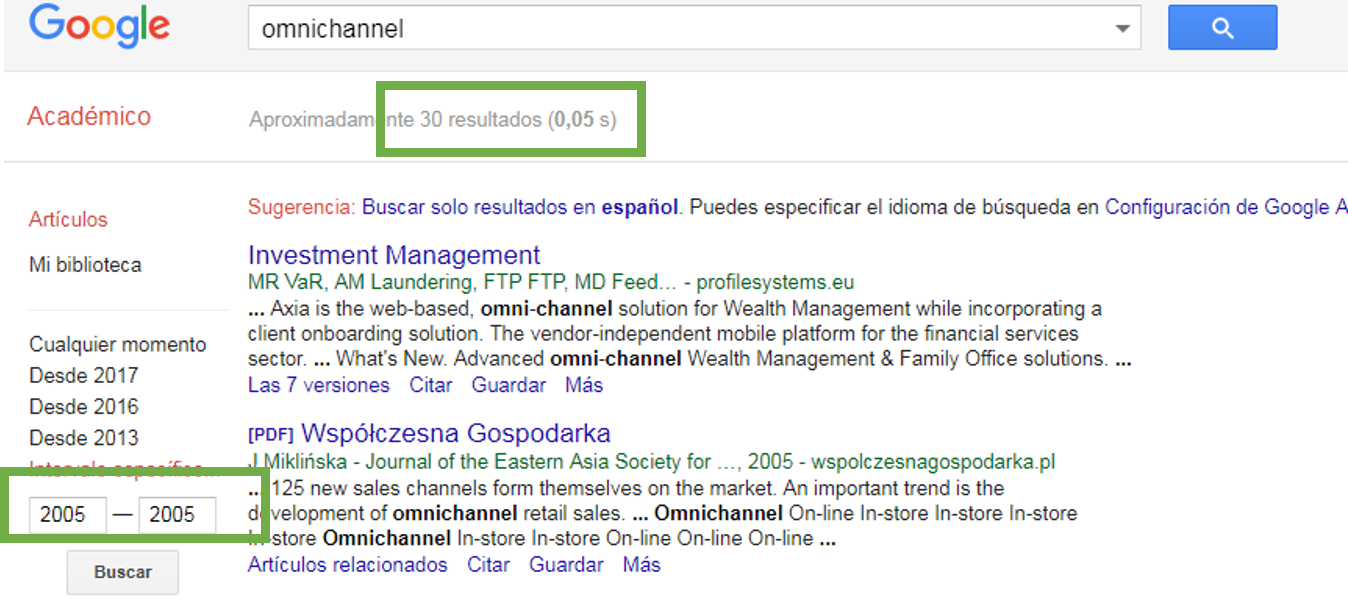 Google
omnichannel
Académico
Aproximadamente 30 resultados (0,05 s)
Artículos
Mi biblioteca
Cualquier momento
Desde 2017
Desde 2016
Desde 2013
Intervalo específico...
2005 — 2005
Buscar
Sugerencia: Buscar solo resultados en español. Puedes especificar el idioma de búsqueda en Configuración de Google A
Investment Management
MR VaR, AM Laundering, FTP FTP, MD Feed… - profilesystems.eu
... Axia is the web-based, omni-channel solution for Wealth Management while incorporating a
client onboarding solution. The vendor-independent mobile platform for the financial services
sector. ... What's New. Advanced omni-channel Wealth Management & Family Office solutions. ...
Las 7 versiones Citar Guardar Más
[PDF] Współczesna Gospodarka
J Miklińska - Journal of the Eastern Asia Society for …, 2005 - wspolczesnagospodarka.pl
... 125 new sales channels form themselves on the market. An important trend is the
development of omnichannel retail sales. ... Omnichannel On-line In-store In-store In-store
In-store Omnichannel In-store In-store On-line On-line On-line ...
Artículos relacionados Citar Guardar Más